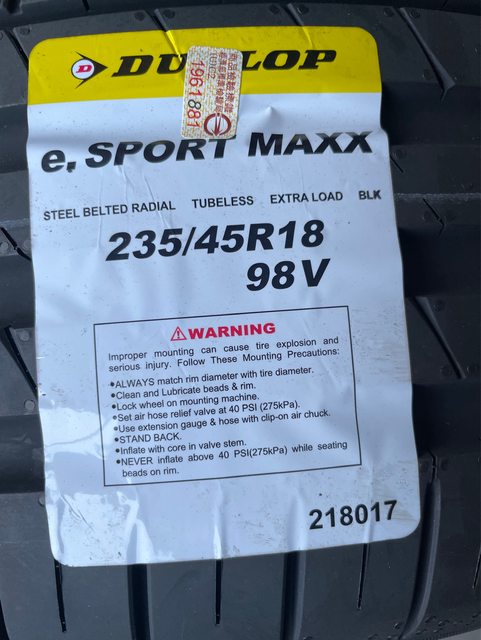 DUNLOP
1961881
e. SPORT MAXX
STEEL BELTED RADIAL TUBELESS EXTRA LOAD BLK
235/45R18
98V
WARNING
Improper mounting can cause tire explosion and
serious injury. Follow These Mounting Precautions:
●ALWAYS match rim diameter with tire diameter.
●Clean and Lubricate beads & rim.
●Lock wheel on mounting machine.
●Set air hose relief valve at 40 PSI (275kPa).
●Use extension gauge & hose with clip-on air chuck.
●STAND BACK.
●Inflate with core in valve stem.
●NEVER inflate above 40 PSI(275kPa) while seating
beads on rim.
218017